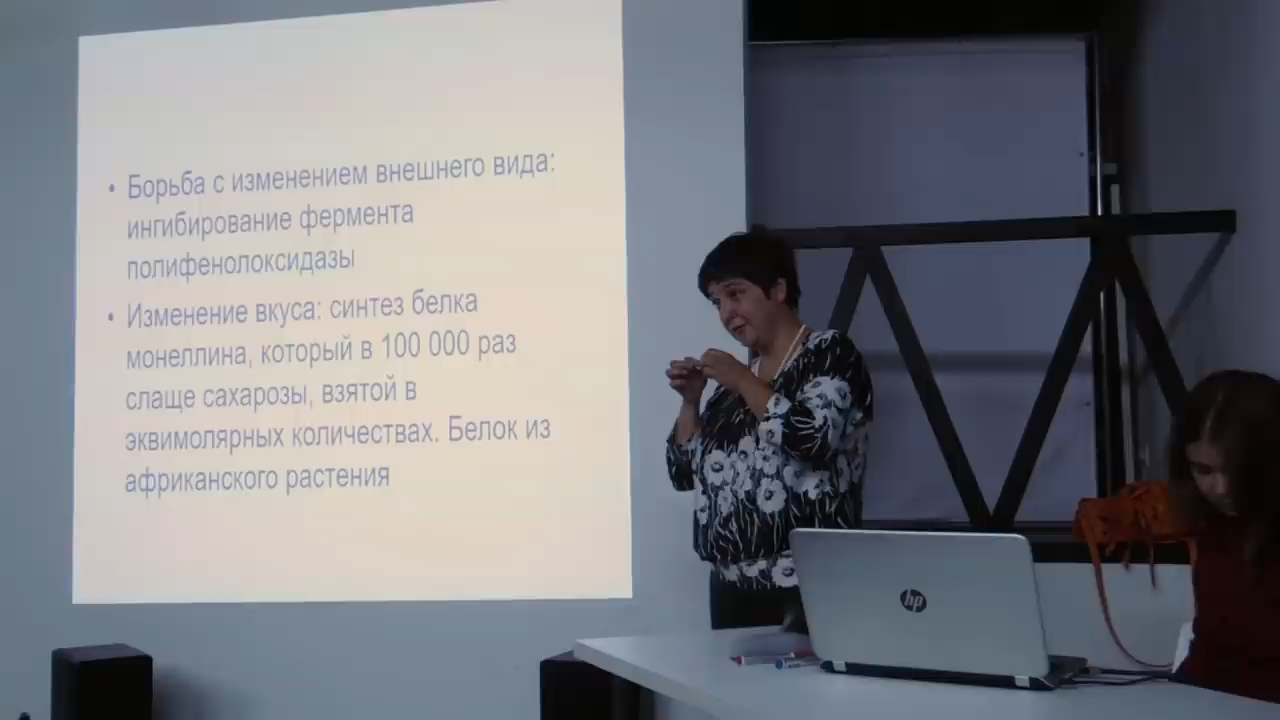 • Борьба с изменением внешнего вида:
ингибирование фермента
полифенолоксидазы
• Изменение вкуса: синтез белка
монеллина, который в 100 000 раз
слаще сахарозы, взятой в
эквимолярных количествах. Белок из
африканского растения
hp